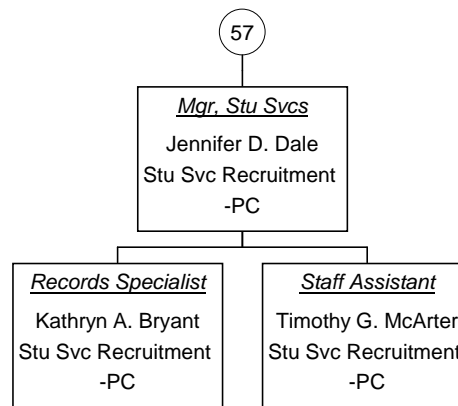 57
Mgr, Stu Svcs
Jennifer D. Dale
Stu Svc Recruitment
-PC
Records Specialist
Kathryn A. Bryant
Stu Svc Recruitment
-PC
Staff Assistant
Timothy G. McArter
Stu Svc Recruitment
-PC